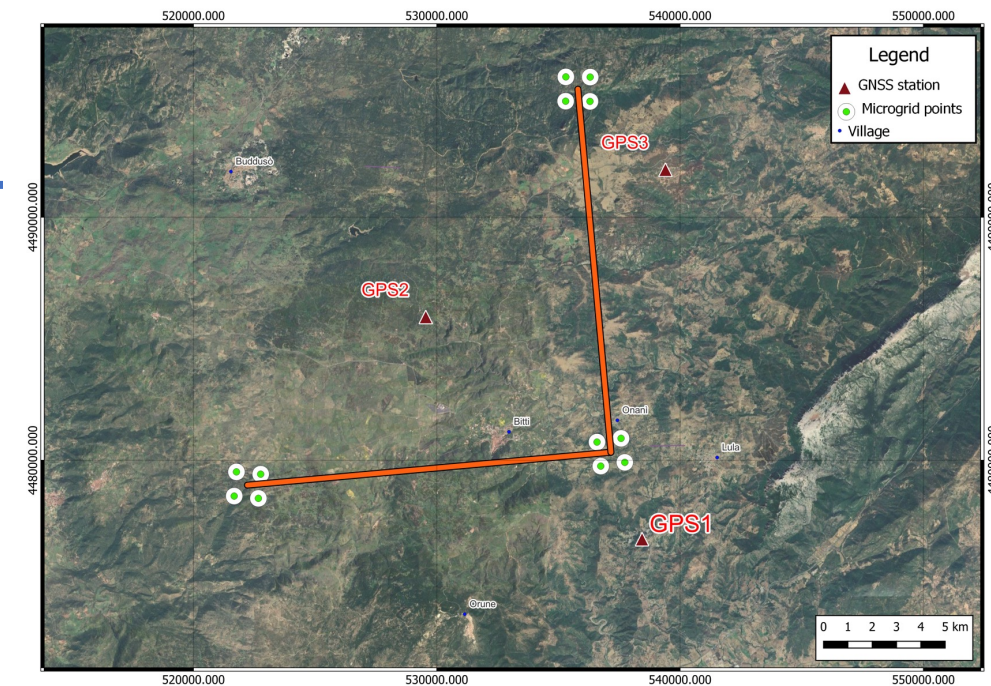 520000.000 530000.000 540000.000 550000.000
Legend
GNSS station
Microgrid points
Village
GPS3
Buddusò
4490000.000
GPS2
Onanì
Bitti
Lula
4480000.000
GPS1
Orune
0 1 2 3 4 5 km
520000.000 530000.000 540000.000 550000.000